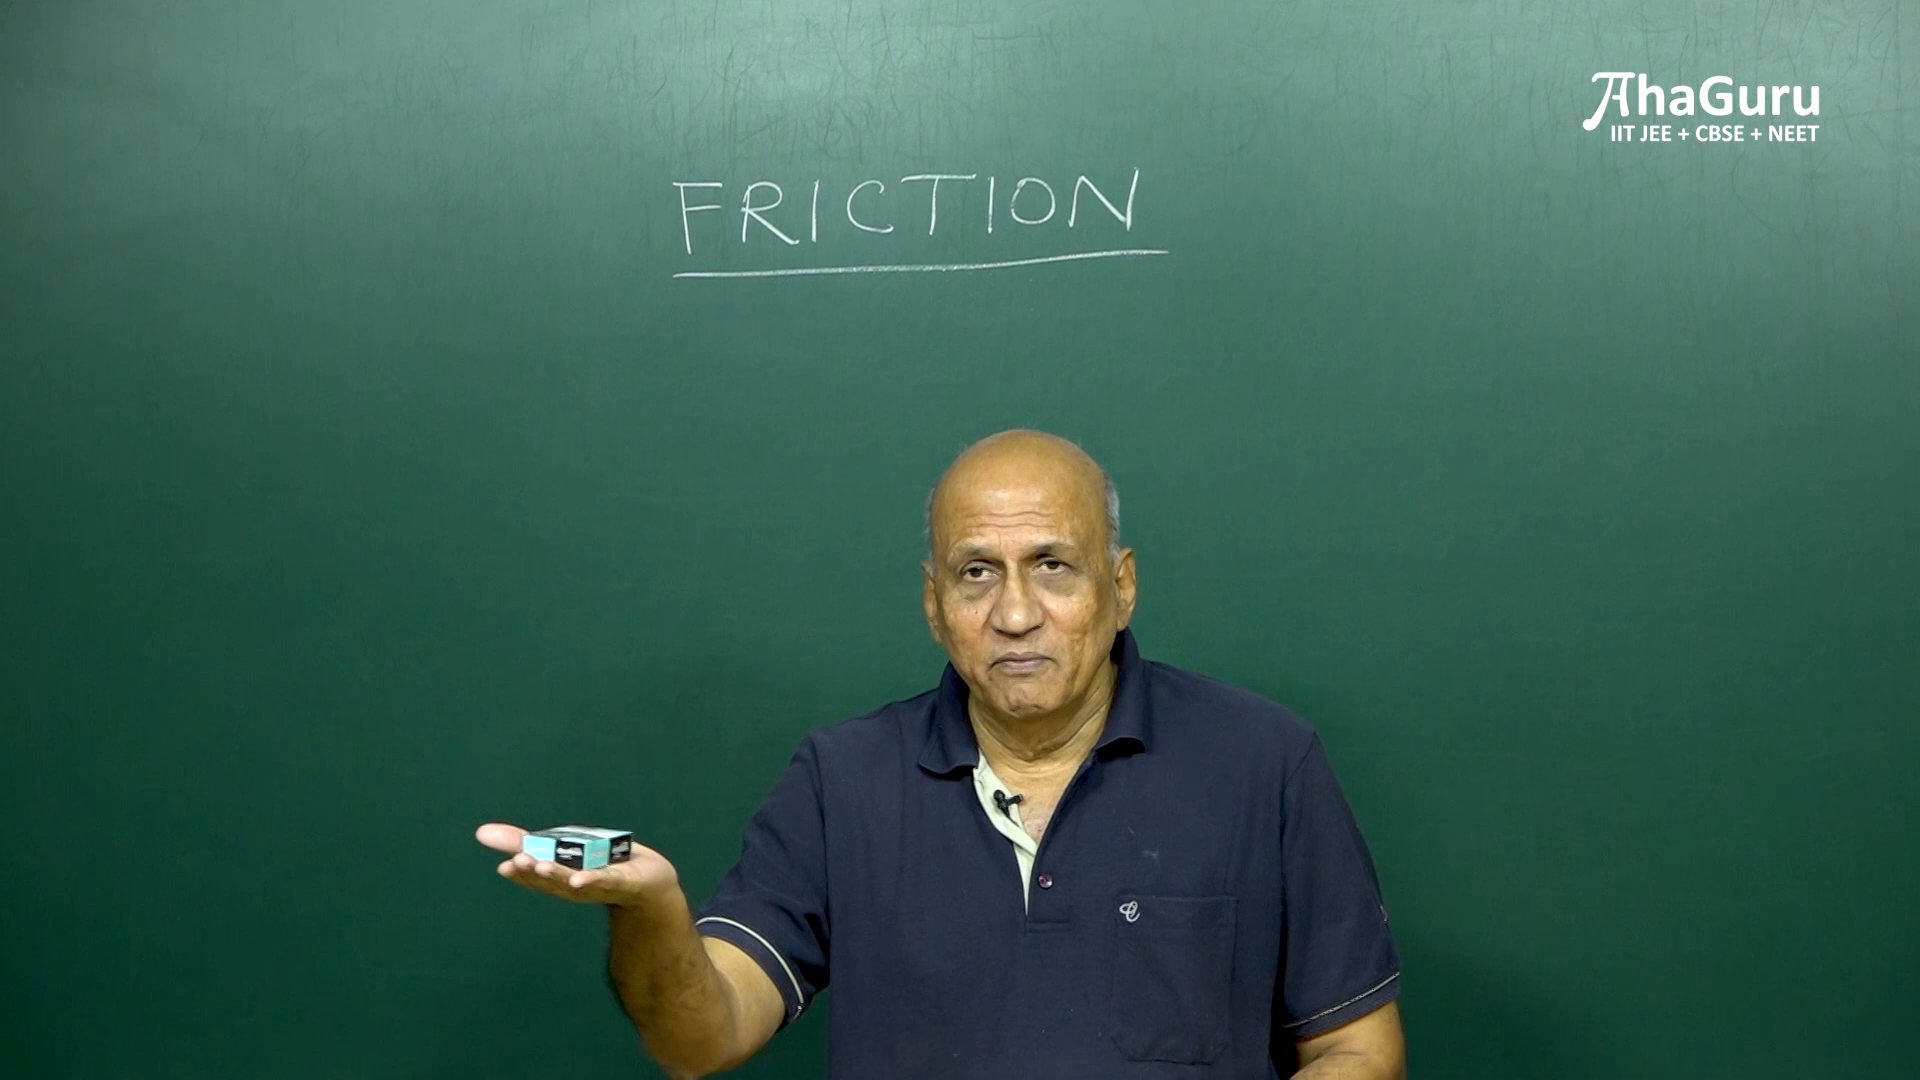 AhaGuru
IIT JEE + CBSE + NEET
FRICTION